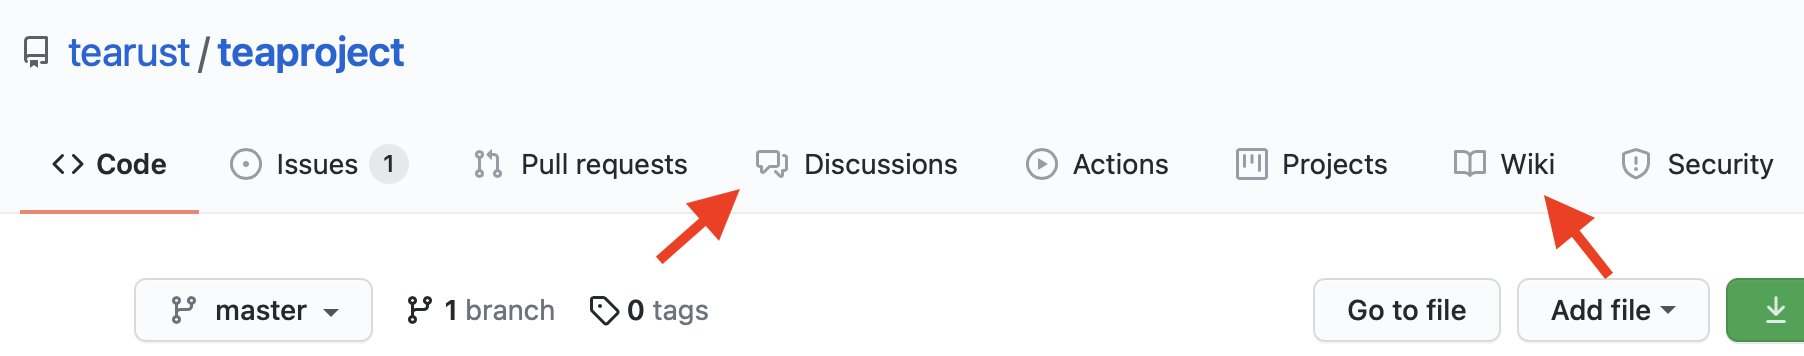 tearust / teaproject
Code Issues 1 Pull requests Discussions Actions Projects Wiki Security
master 1 branch 0 tags Go to file Add file